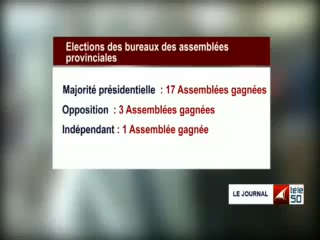 Elections des bureaux des assemblées
provinciales
Majorité présidentielle : 17 Assemblées gagnées
Opposition : 3 Assemblées gagnées
Indépendant : 1 Assemblée gagnée
LE JOURNAL
télé
50